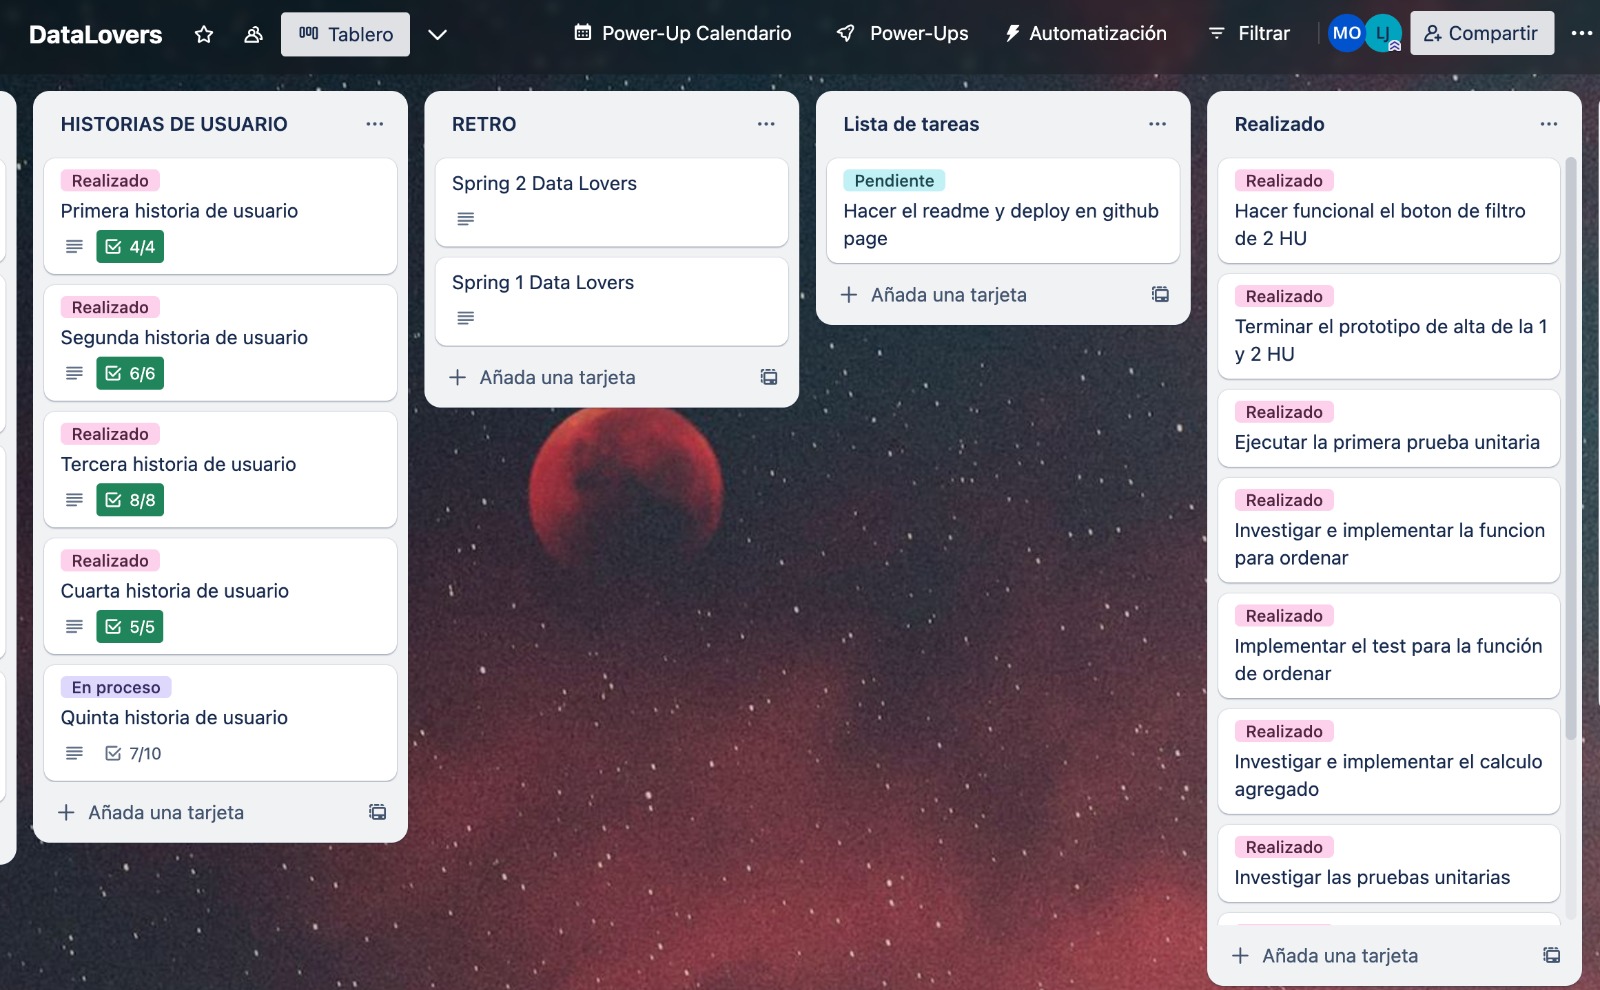 DataLovers
Tablero
Power-Up Calendario
Power-Ups
Automatización
Filtrar
MO
LJ
Compartir
HISTORIAS DE USUARIO
Realizado
Primera historia de usuario
4/4
Realizado
Segunda historia de usuario
6/6
Realizado
Tercera historia de usuario
8/8
Realizado
Cuarta historia de usuario
5/5
En proceso
Quinta historia de usuario
7/10
Añada una tarjeta
RETRO
Spring 2 Data Lovers
Spring 1 Data Lovers
Añada una tarjeta
Lista de tareas
Pendiente
Hacer el readme y deploy en github
page
Añada una tarjeta
Realizado
Realizado
Hacer funcional el boton de filtro
de 2 HU
Realizado
Terminar el prototipo de alta de la 1
y 2 HU
Realizado
Ejecutar la primera prueba unitaria
Realizado
Investigar e implementar la funcion
para ordenar
Realizado
Implementar el test para la función
de ordenar
Realizado
Investigar e implementar el calculo
agregado
Realizado
Investigar las pruebas unitarias
Añada una tarjeta